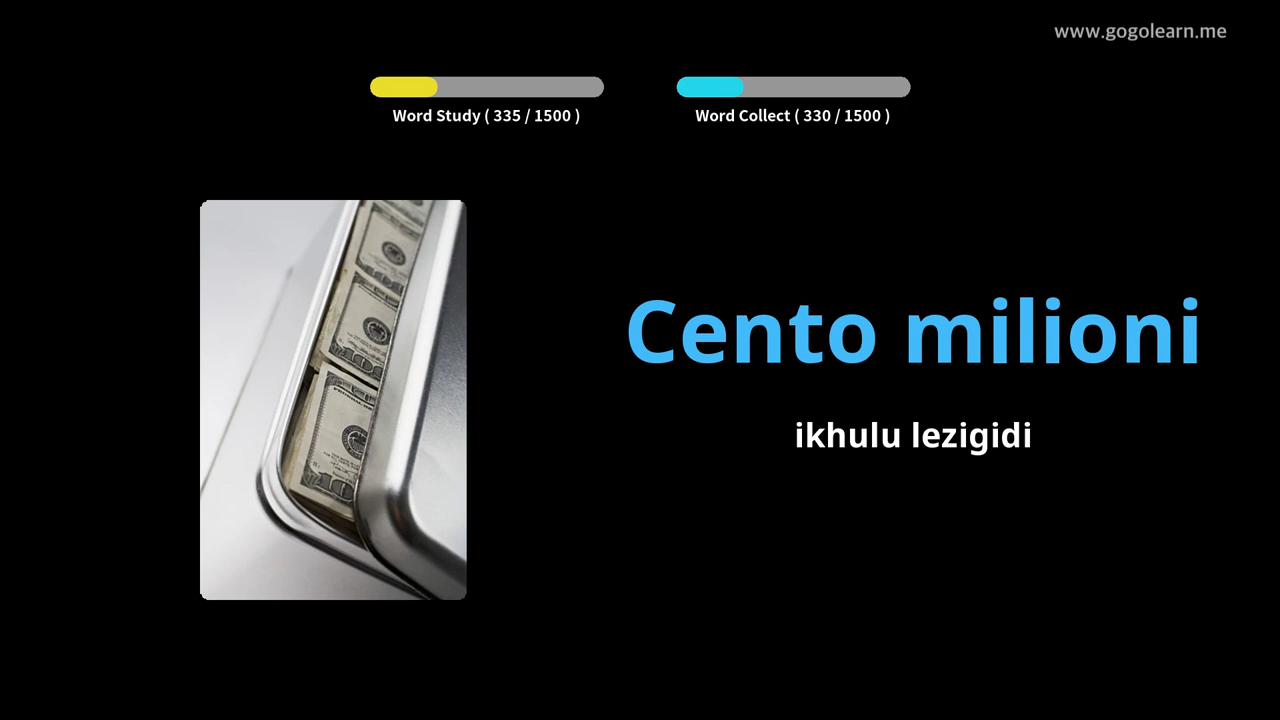 www.gogolearn.me
Word Study ( 335 / 1500 )
Word Collect ( 330 / 1500 )
Cento milioni
ikhulu lezigidi